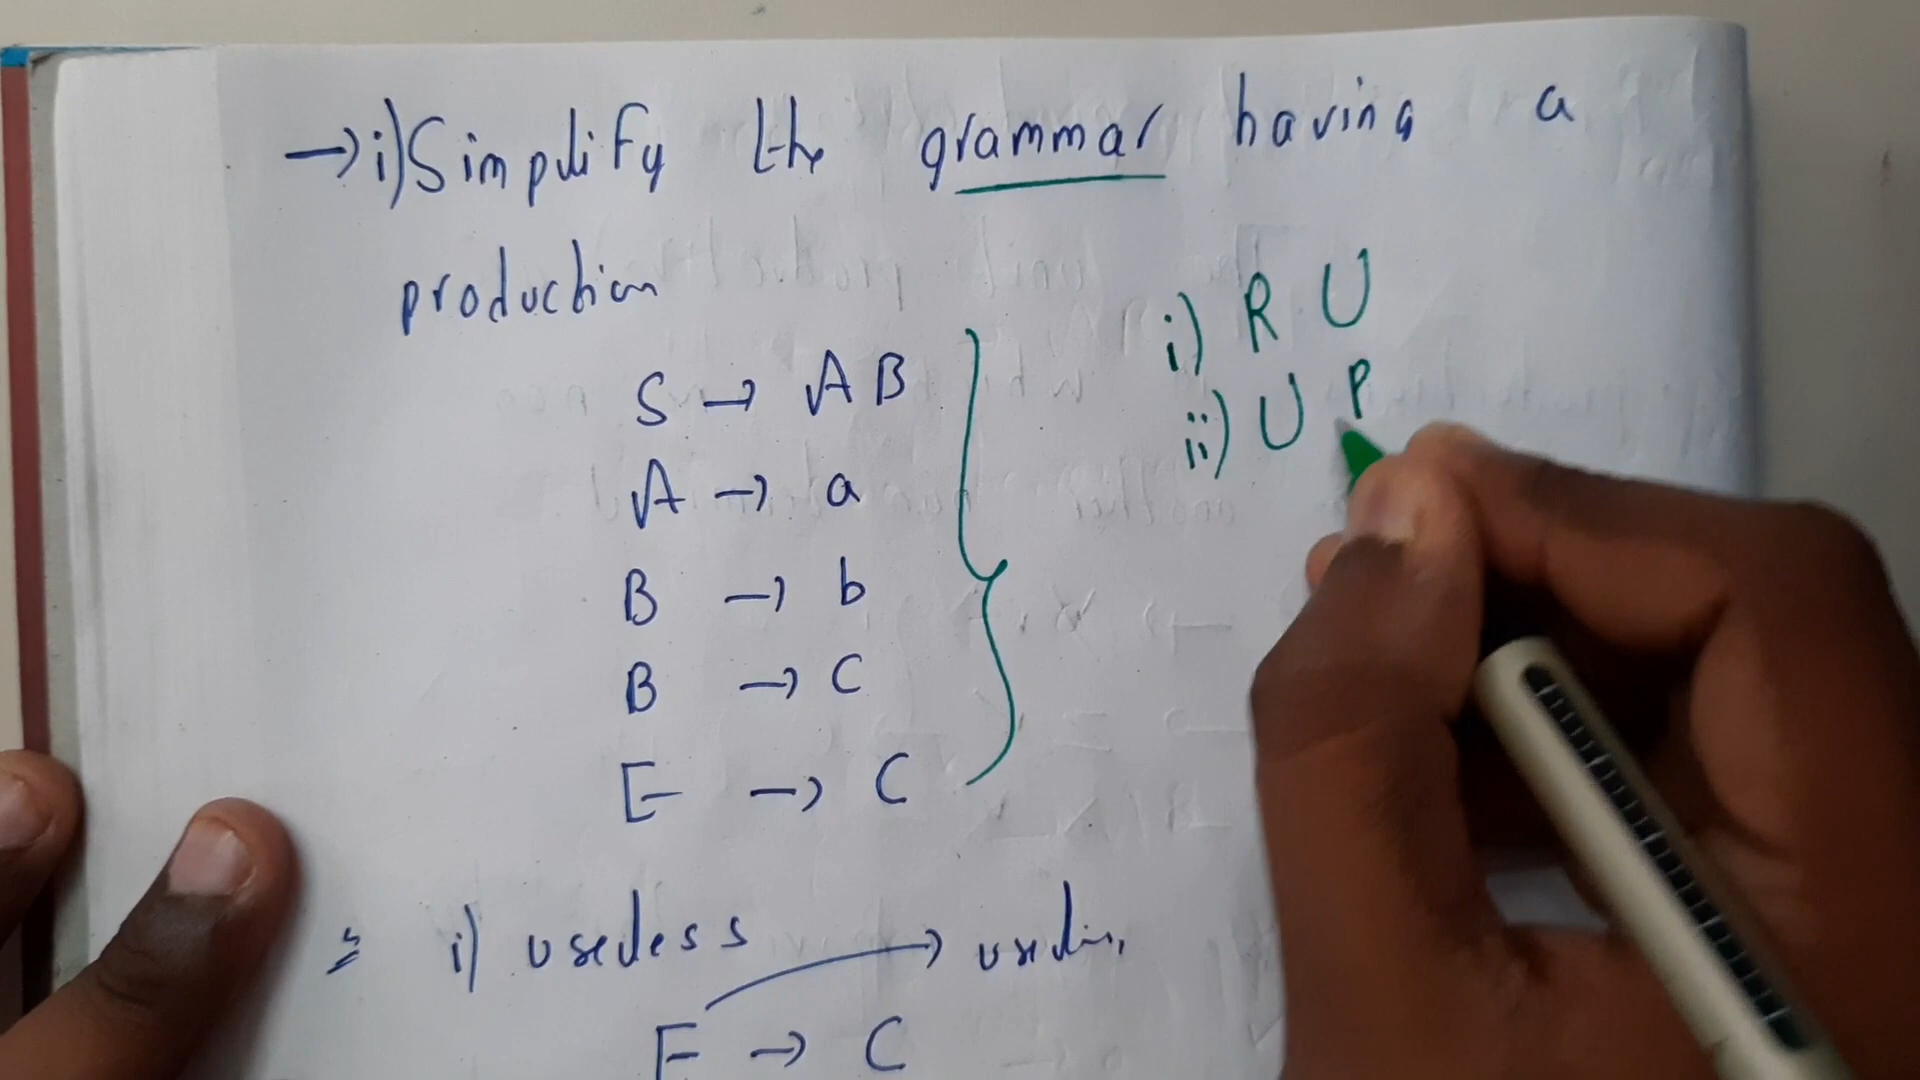 → i) Simplify the grammar having a
production
S → AB
A → a
B → b
B → C
E → C
i) R U
ii) U P
i) useless → useless
E → C